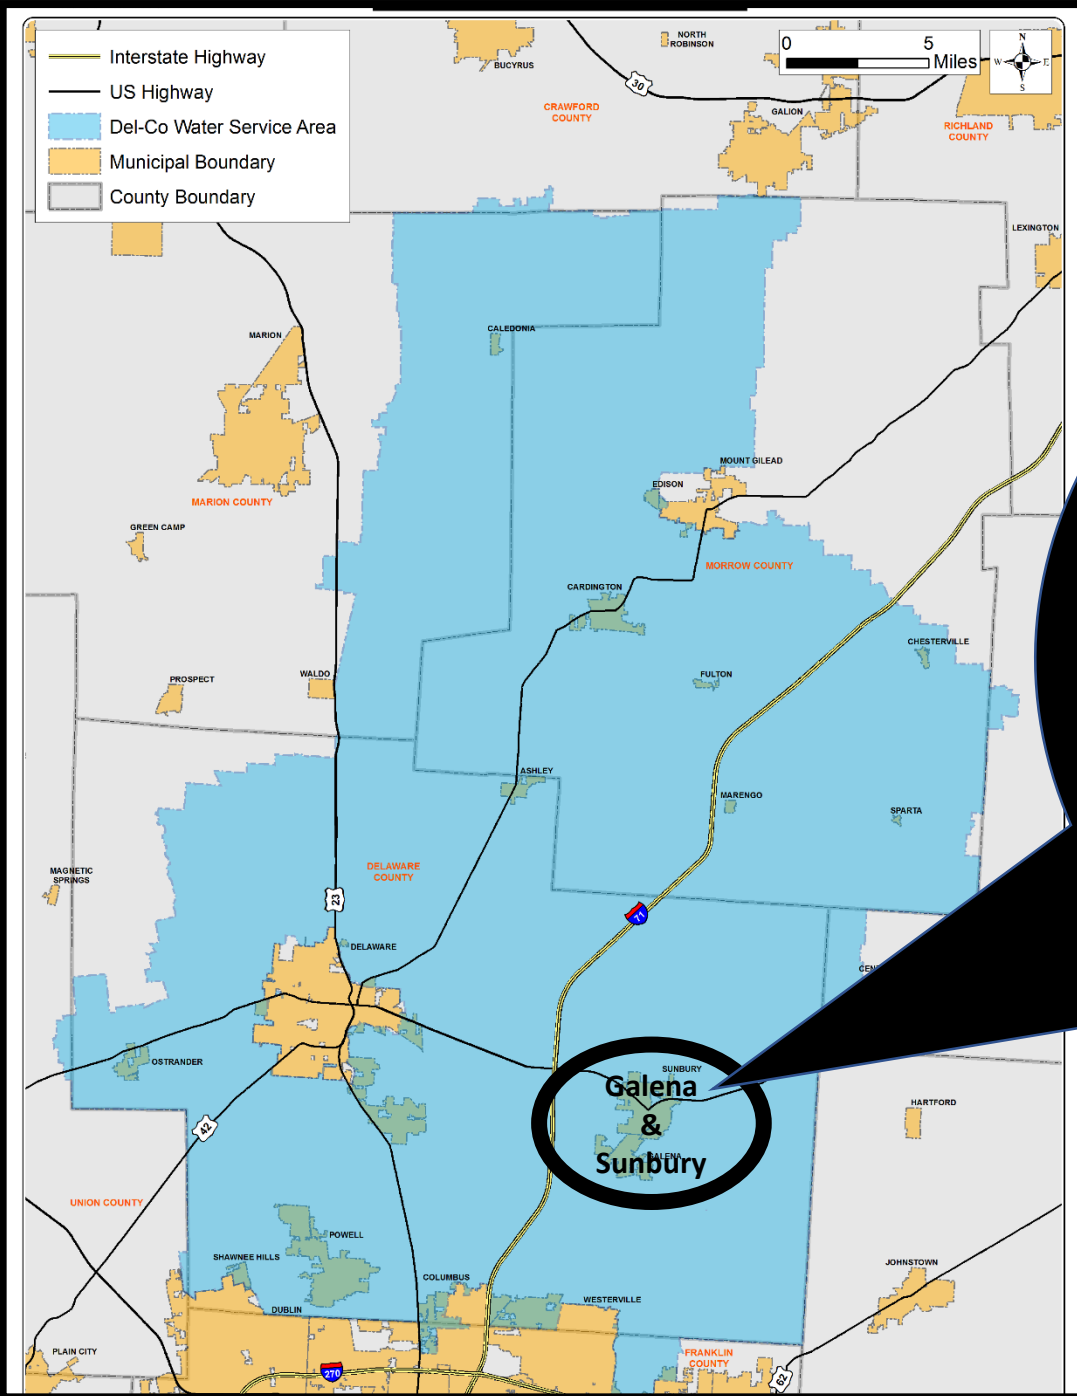 Interstate Highway
US Highway
Del-Co Water Service Area
Municipal Boundary
County Boundary
0 5
Miles
N
W E
S
BUCYRUS
NORTH
ROBINSON
30
CRAWFORD
COUNTY
GALION
RICHLAND
COUNTY
LEXINGTON
MARION
CALEDONIA
MOUNT GILEAD
EDISON
MARION COUNTY
GREEN CAMP
MORROW COUNTY
CARDINGTON
CHESTERVILLE
WALDO
PROSPECT
FULTON
ASHLEY
MARENGO
SPARTA
DELAWARE
COUNTY
MAGNETIC
SPRINGS
23
71
DELAWARE
OSTRANDER
SUNBURY
Galena
&
Sunbury
GALENA
42
HARTFORD
UNION COUNTY
POWELL
SHAWNEE HILLS
COLUMBUS
JOHNSTOWN
DUBLIN
WESTERVILLE
PLAIN CITY
FRANKLIN
COUNTY
270
62